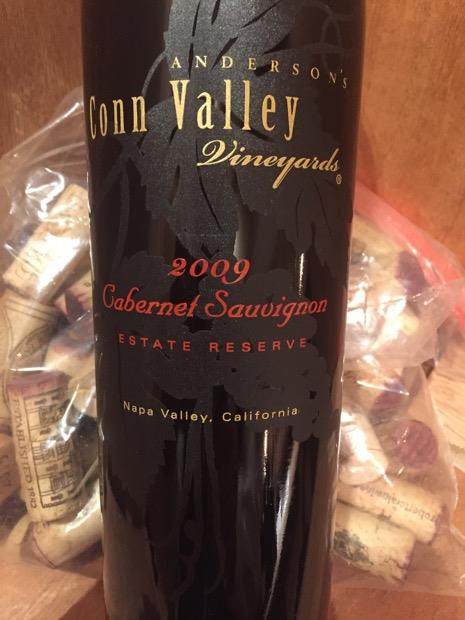 ANDERSON'S
Conn Valley
Vineyards®
2009
Cabernet Sauvignon
ESTATE RESERVE
Napa Valley, California